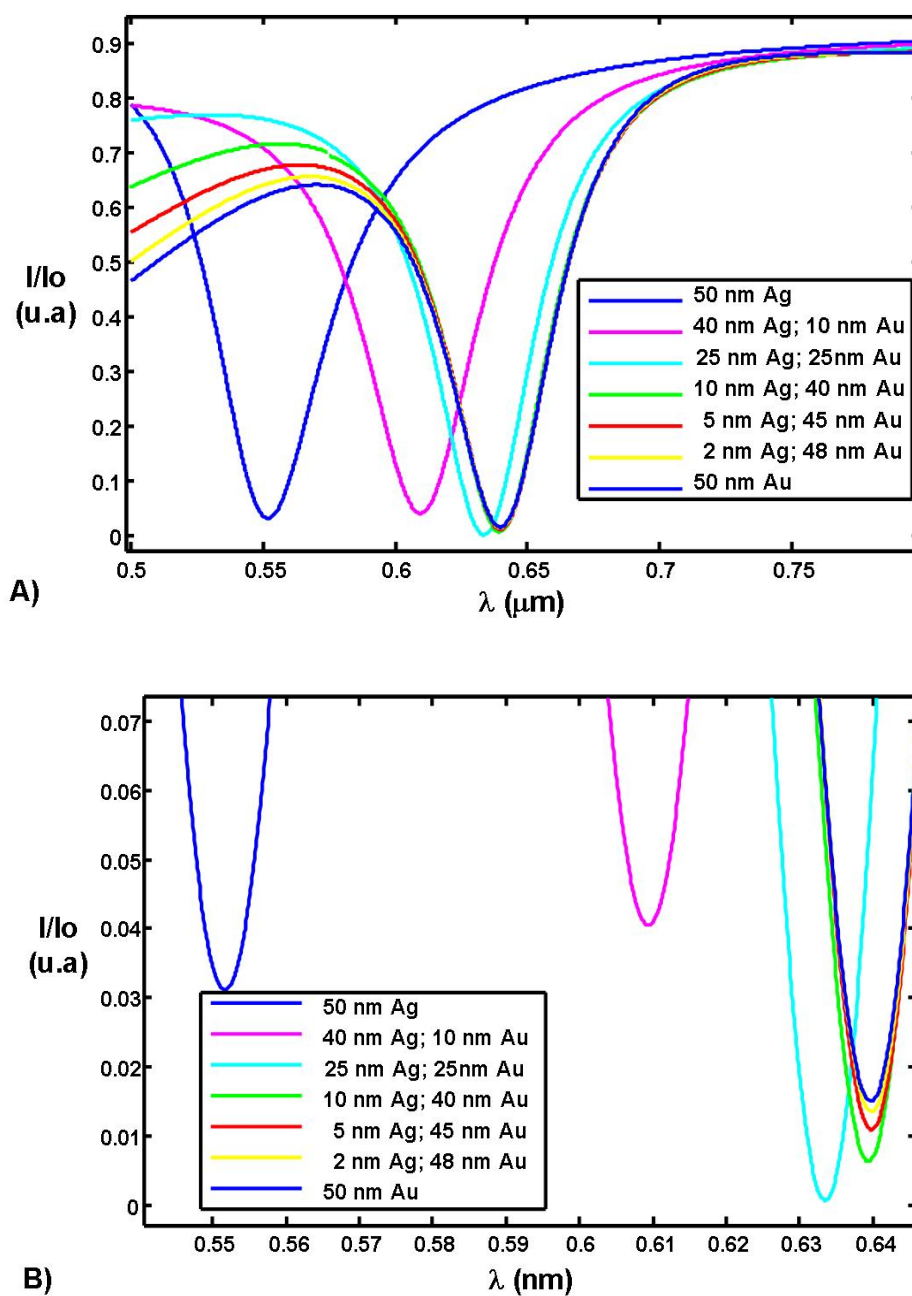 0.9
0.8
0.7
0.6
I/Io
0.5
(u.a)
0.4
0.3
0.2
0.1
0
50 nm Ag
40 nm Ag; 10 nm Au
25 nm Ag; 25nm Au
10 nm Ag; 40 nm Au
5 nm Ag; 45 nm Au
2 nm Ag; 48 nm Au
50 nm Au
0.5 0.55 0.6 0.65 0.7 0.75
A)
λ (μm)
0.07
0.06
0.05
I/Io
0.04
(u.a)
0.03
0.02
0.01
0
50 nm Ag
40 nm Ag; 10 nm Au
25 nm Ag; 25nm Au
10 nm Ag; 40 nm Au
5 nm Ag; 45 nm Au
2 nm Ag; 48 nm Au
50 nm Au
0.55 0.56 0.57 0.58 0.59 0.6 0.61 0.62 0.63 0.64
B)
λ (nm)